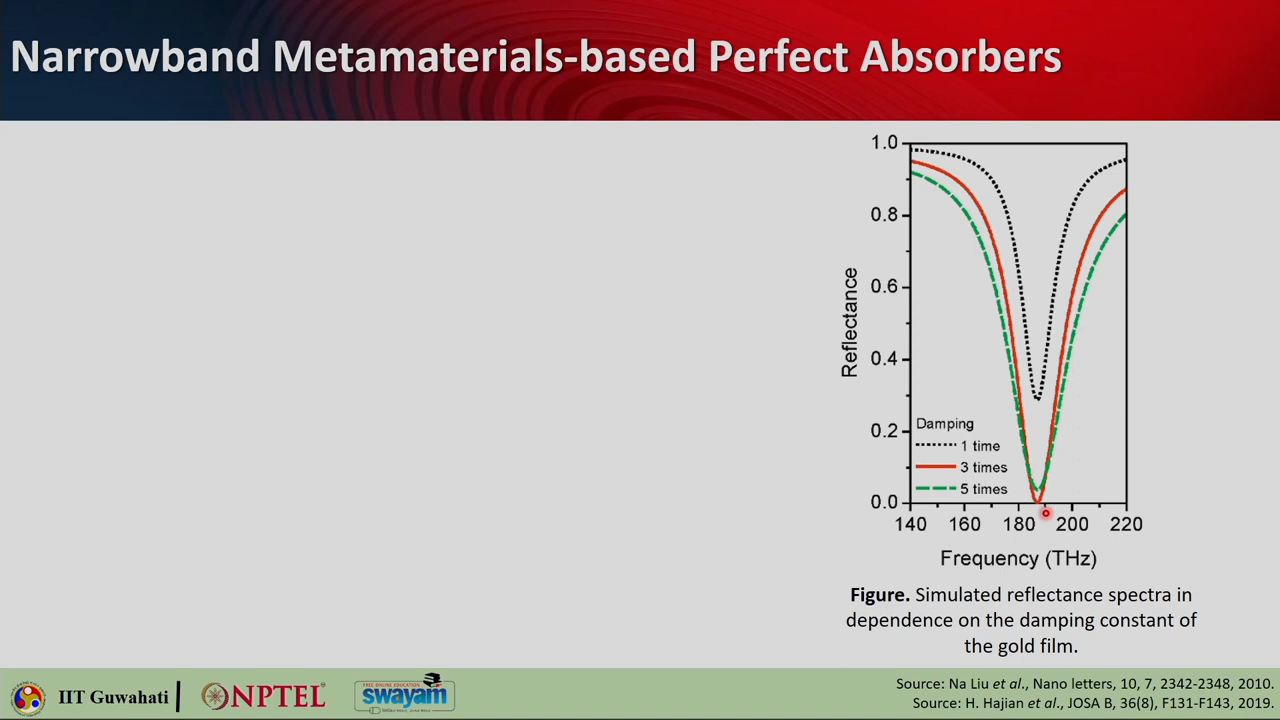 Narrowband Metamaterials-based Perfect Absorbers
1.0
0.8
0.6
0.4
0.2
0.0
Reflectance
Damping
1 time
3 times
5 times
140 160 180 200 220
Frequency (THz)
Figure. Simulated reflectance spectra in
dependence on the damping constant of
the gold film.
IIT Guwahati
NPTEL
FREE ONLINE EDUCATION
swayam
Source: Na Liu et al., Nano letters, 10, 7, 2342-2348, 2010.
Source: H. Hajian et al., JOSA B, 36(8), F131-F143, 2019.